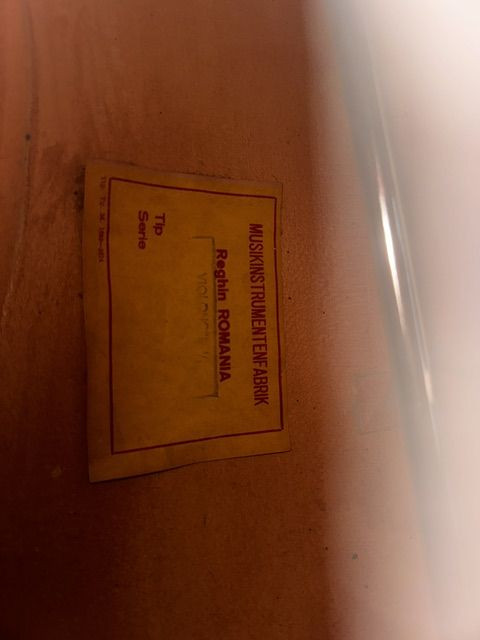 MUSIKINSTRUMENTENFABRIK
Reghin ROMANIA
Tip
Serie